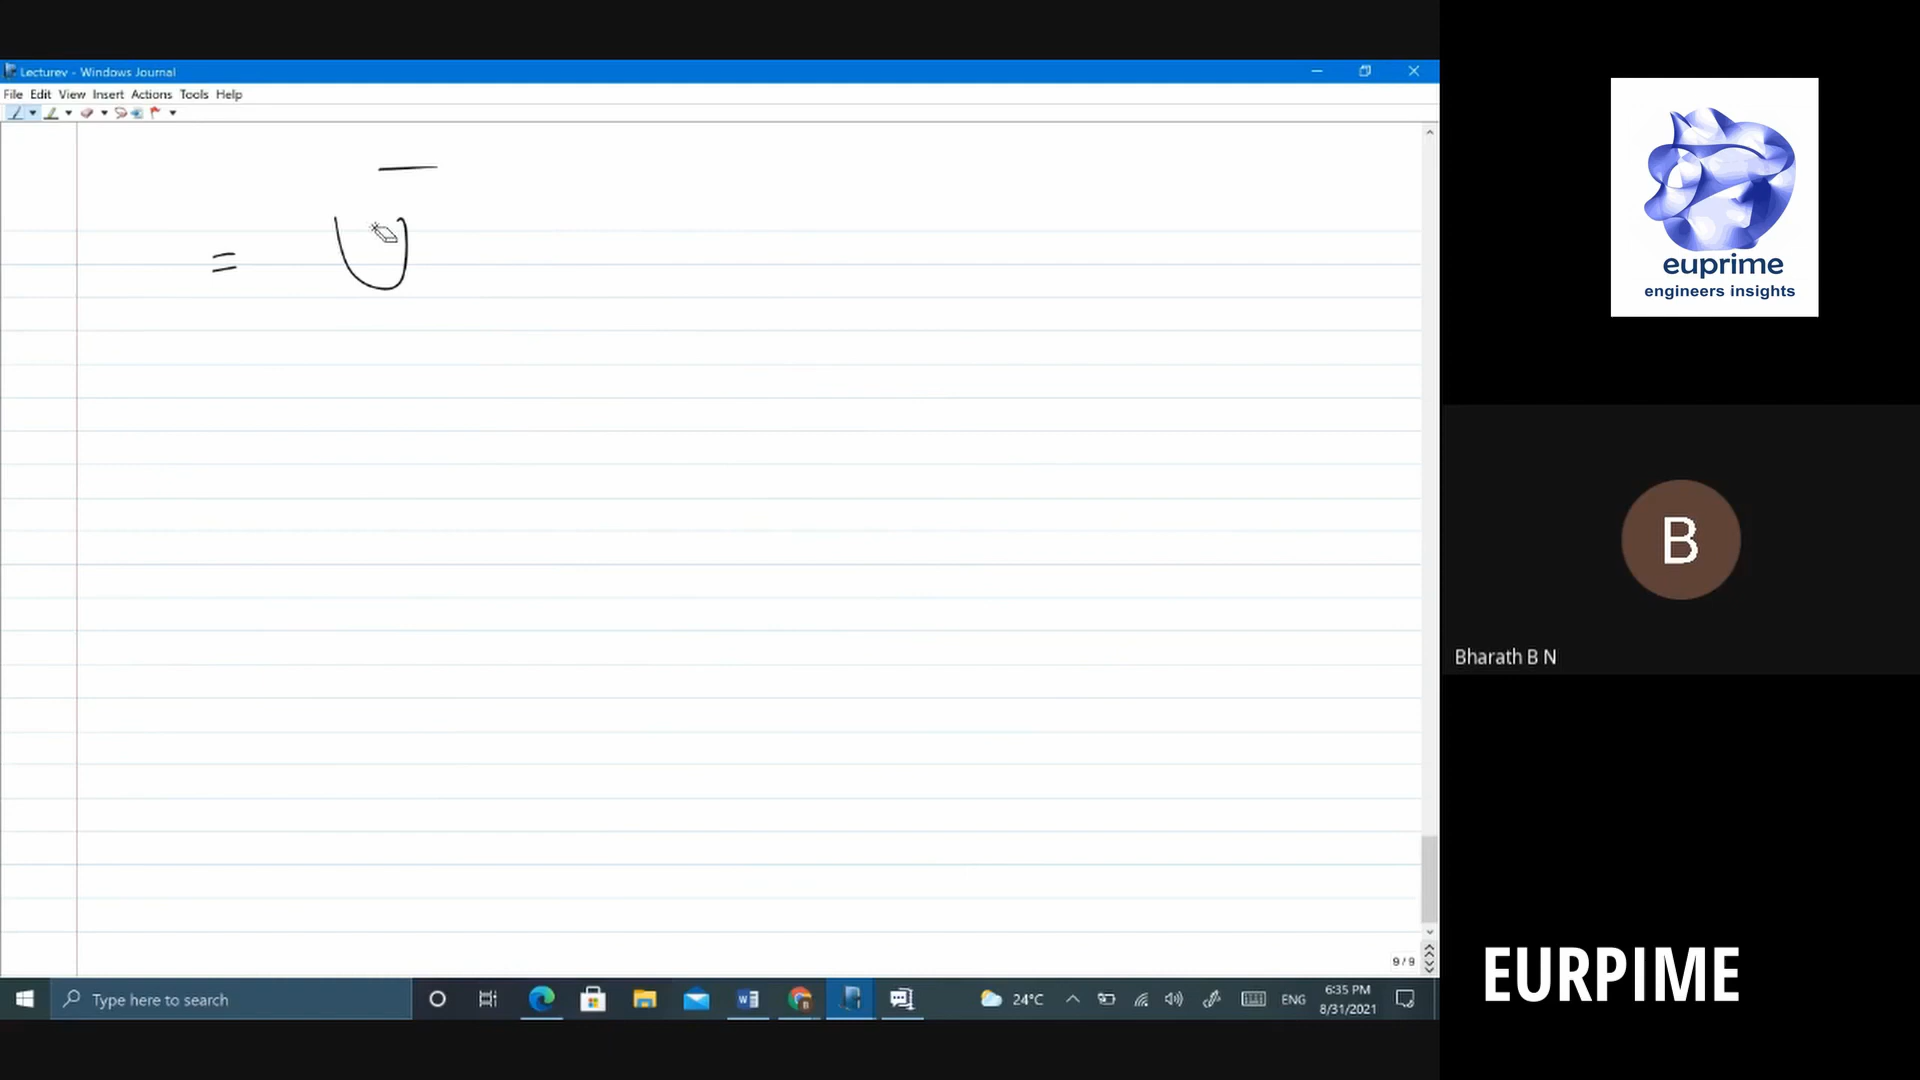 Lecturev - Windows Journal
File Edit View Insert Actions Tools Help
=
euprime
engineers insights
B
Bharath B N
9 / 9
Type here to search
24°C
ENG
6:35 PM
8/31/2021
EURPIME